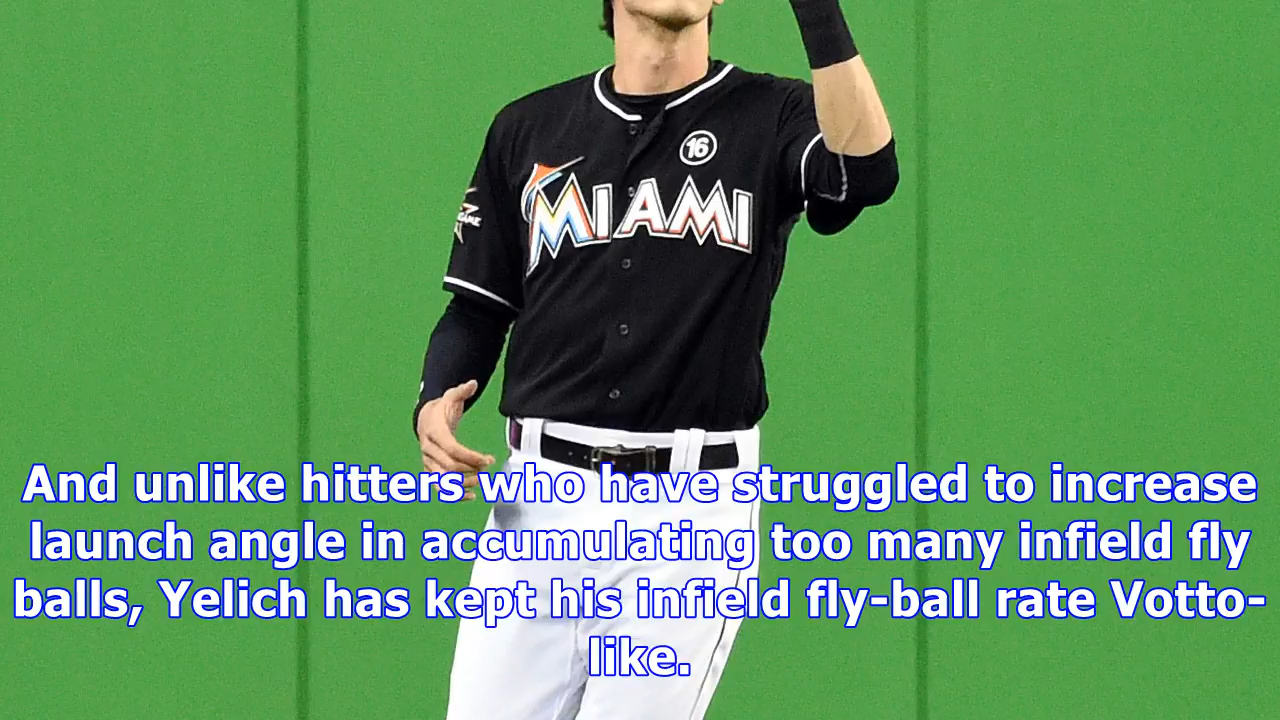 16
MIAMI
And unlike hitters who have struggled to increase
launch angle in accumulating too many infield fly
balls, Yelich has kept his infield fly-ball rate Votto-
like.